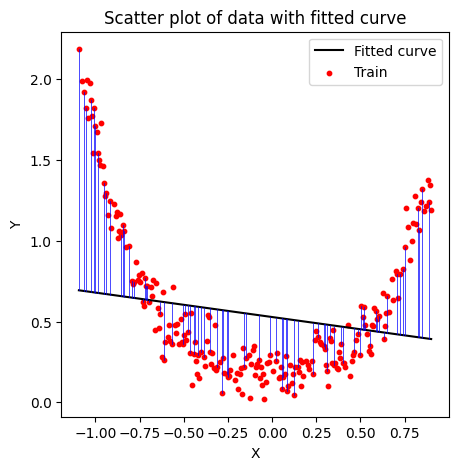 Scatter plot of data with fitted curve
Fitted curve
Train
2.0
1.5
1.0
0.5
0.0
Y
−1.00 −0.75 −0.50 −0.25 0.00 0.25 0.50 0.75
X